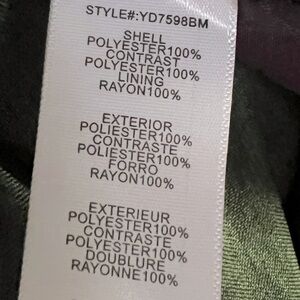 STYLE#:YD7598BM
SHELL
POLYESTER100%
CONTRAST
POLYESTER100%
LINING
RAYON100%
EXTERIOR
POLIESTER100%
CONTRASTE
POLIESTER100%
FORRO
RAYON100%
EXTERIEUR
POLYESTER100%
CONTRASTE
POLYESTER100%
DOUBLURE
RAYONNE100%